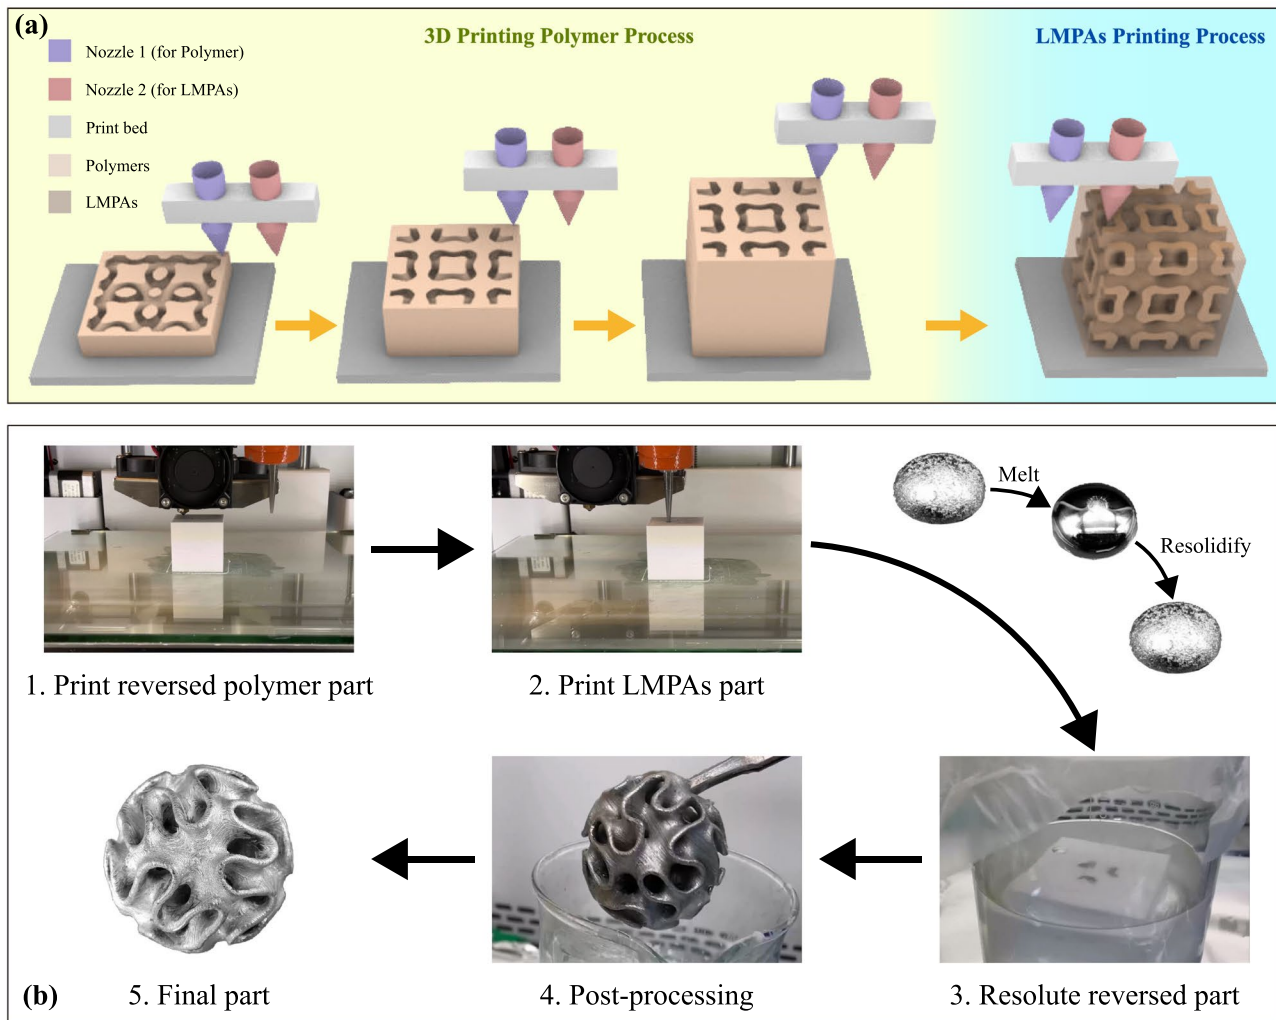 (a)
3D Printing Polymer Process
LMPAs Printing Process
Nozzle 1 (for Polymer)
Nozzle 2 (for LMPAs)
Print bed
Polymers
LMPAs
Melt
Resolidify
1. Print reversed polymer part
2. Print LMPAs part
(b)
5. Final part
4. Post-processing
3. Resolute reversed part